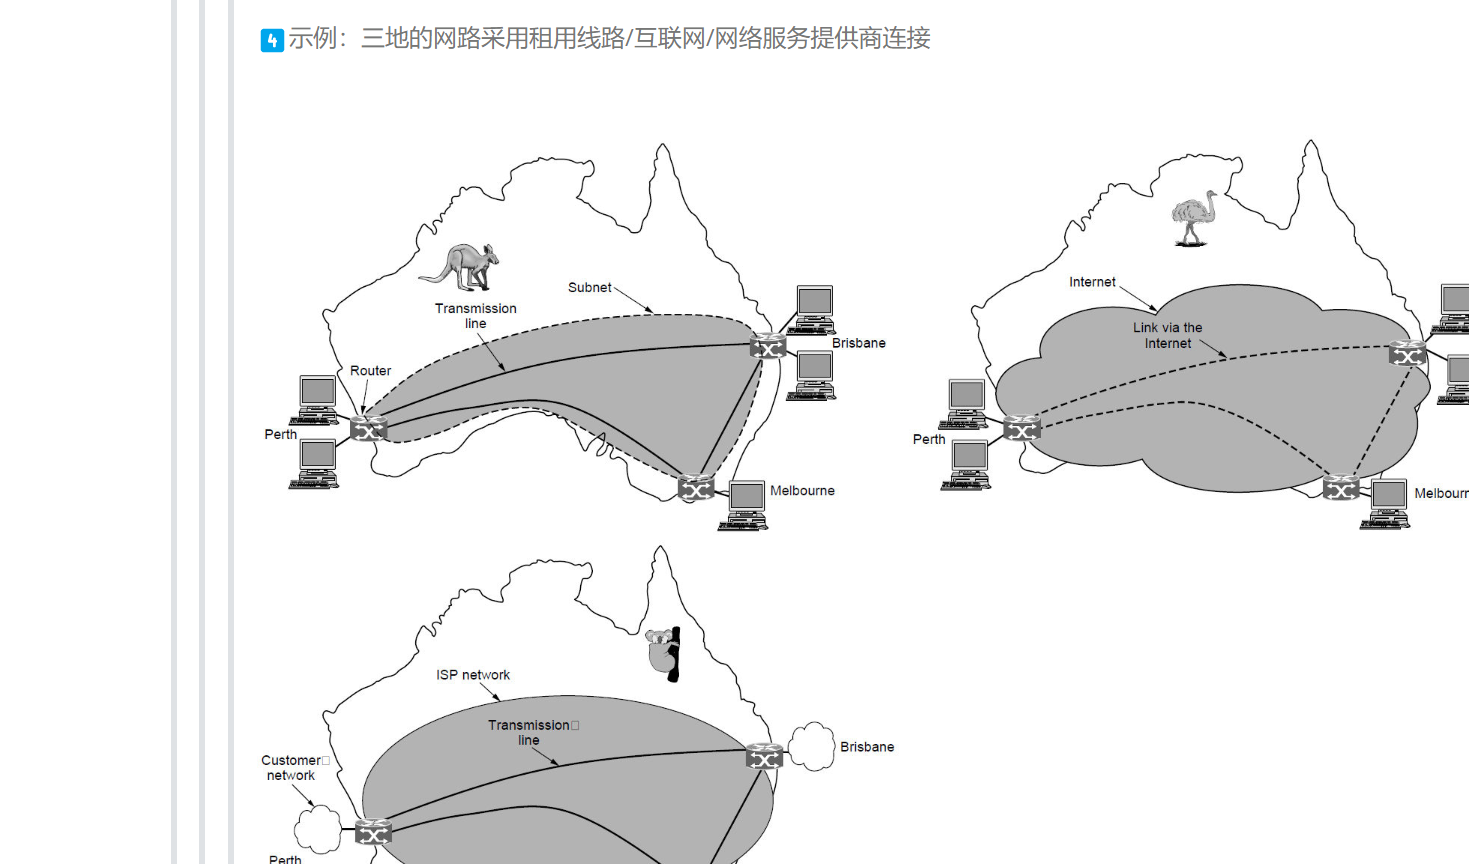 4 示例：三地的网路采用租用线路/互联网/网络服务提供商连接
Subnet
Transmission
line
Router
Brisbane
Perth
Melbourne
Internet
Link via the
Internet
Perth
Melbourn
ISP network
Transmission
line
Customer
network
Brisbane
Perth